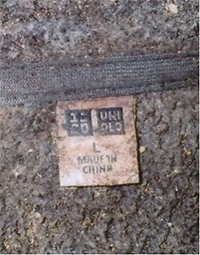 ユニ UNI
クロ QLO
L
MADE IN
CHINA